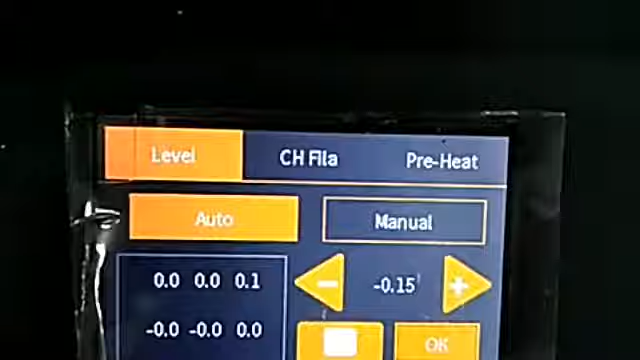 Level CH Fila Pre-Heat
Auto Manual
0.0 0.0 0.1 - -0.15 +
-0.0 -0.0 0.0 OK